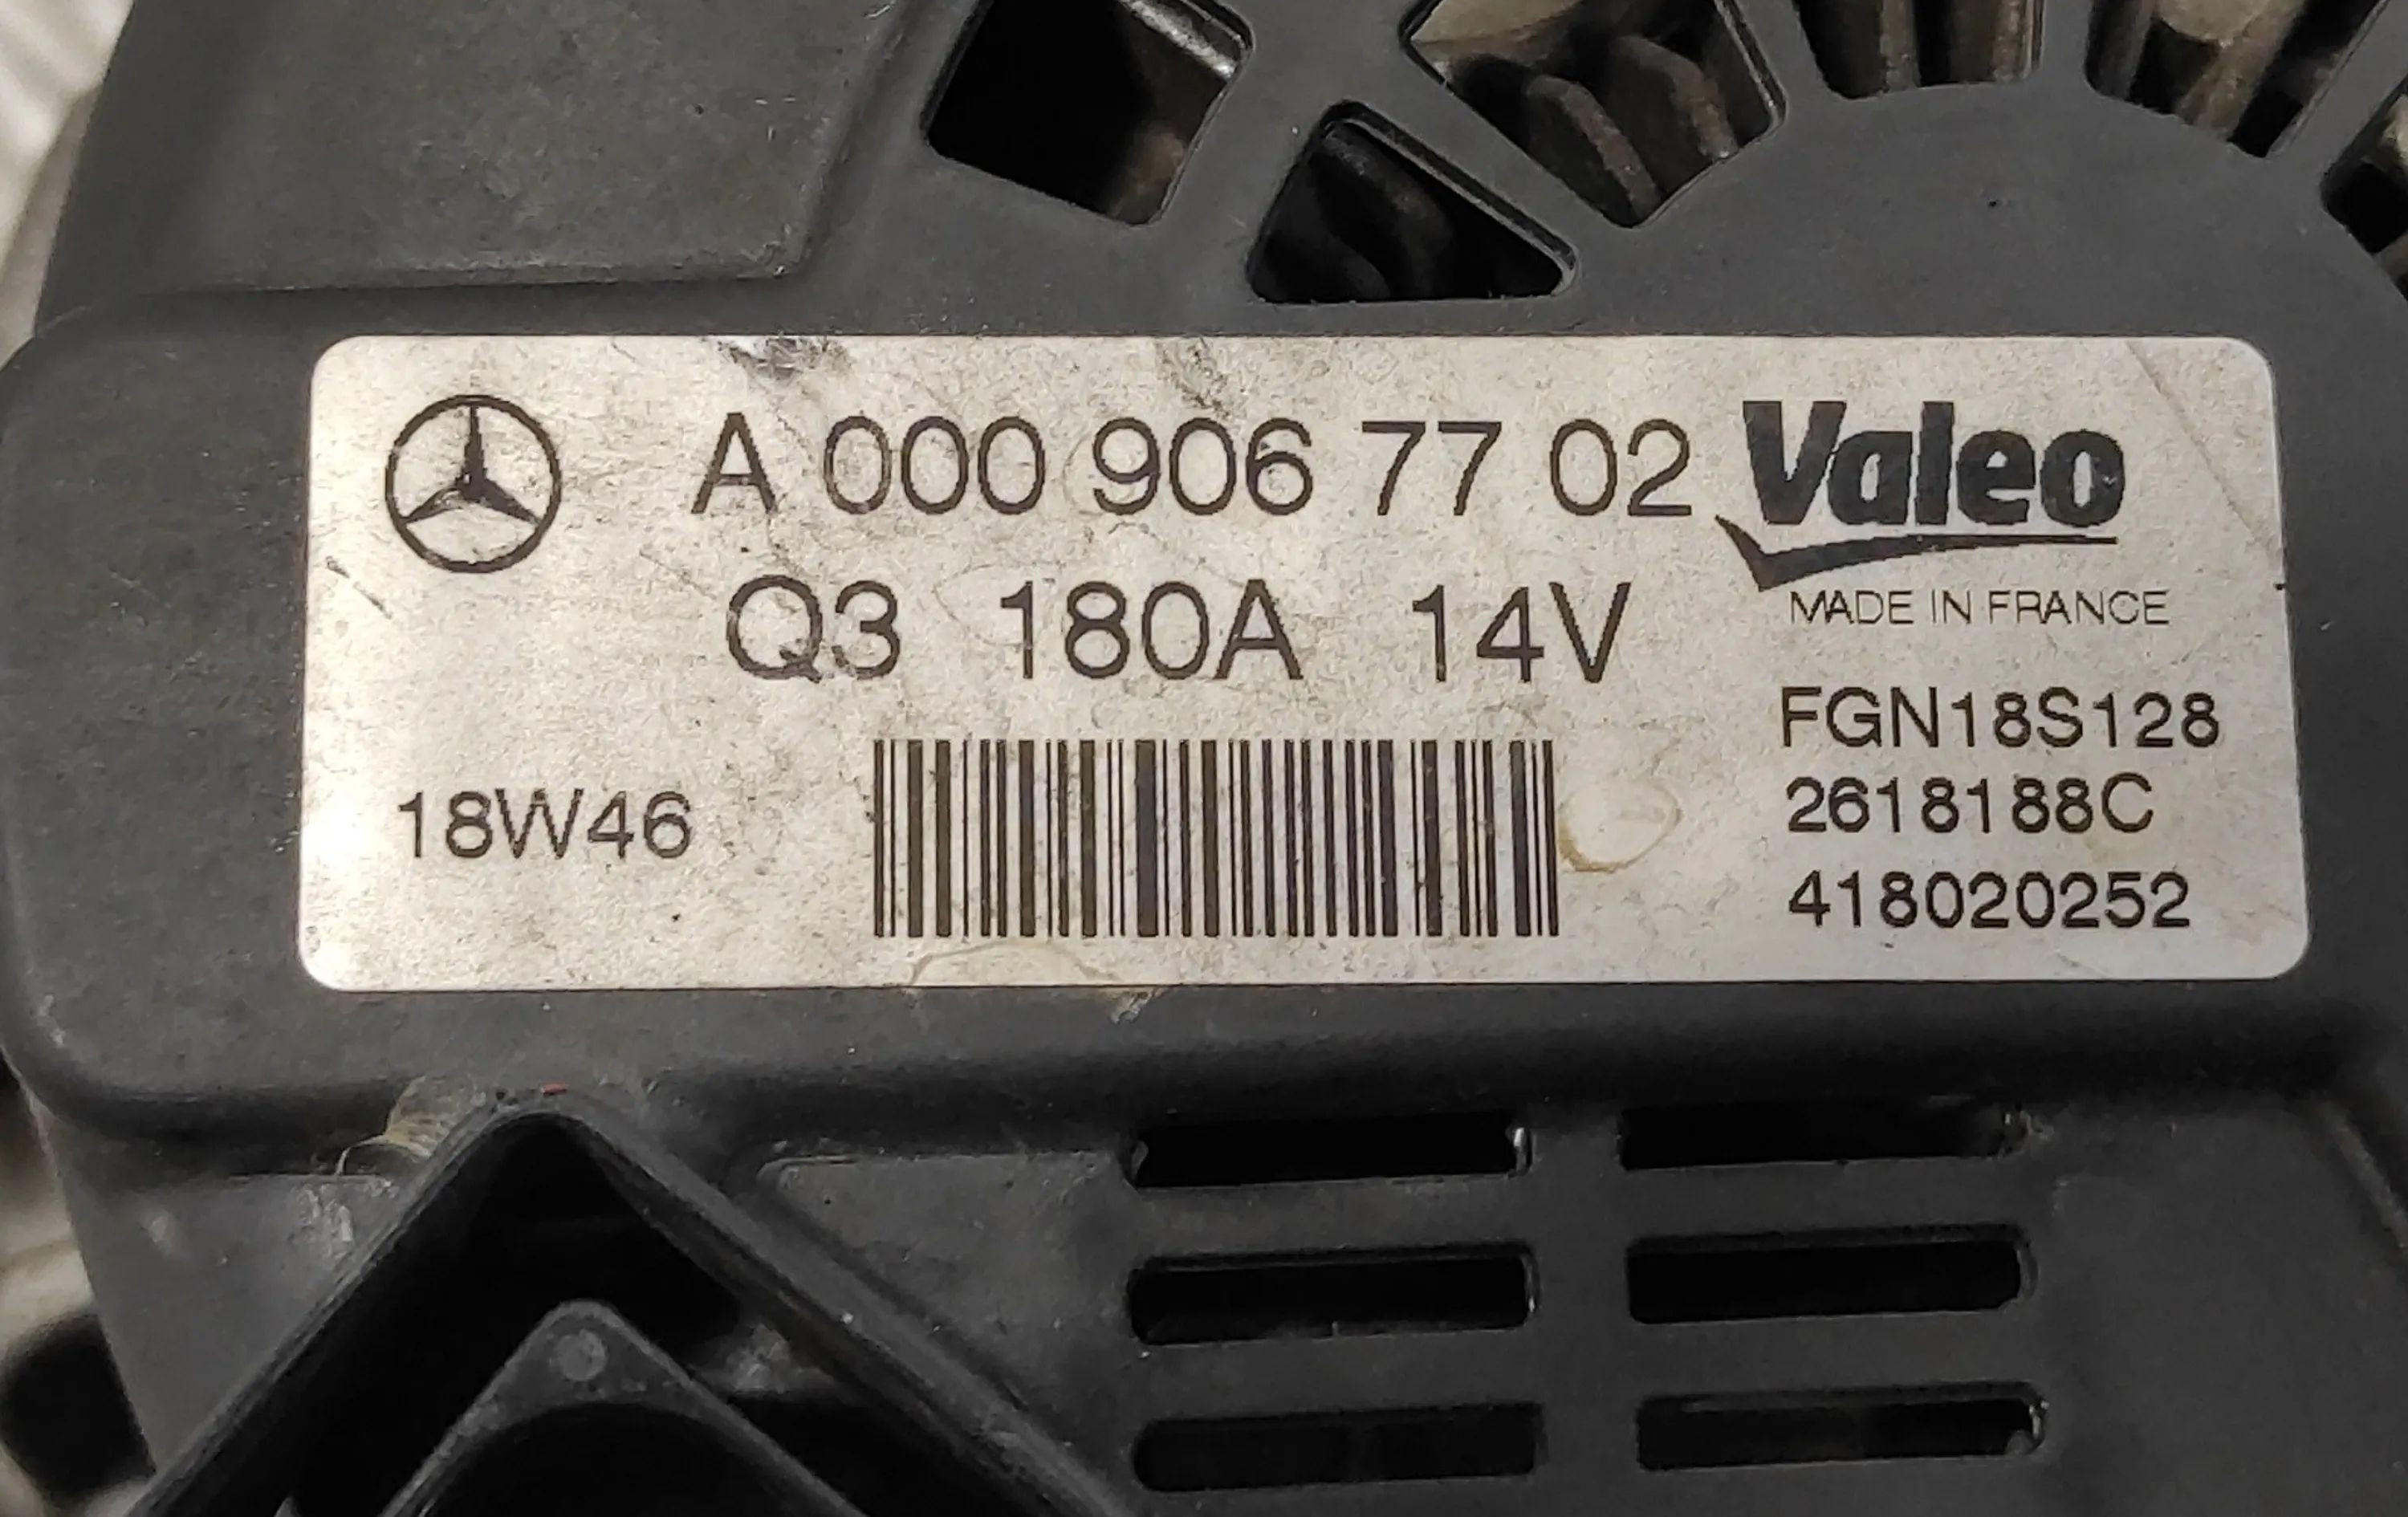 A 000 906 77 02
Valeo
Q3 180A 14V
MADE IN FRANCE
FGN18S128
18W46
2618188C
418020252